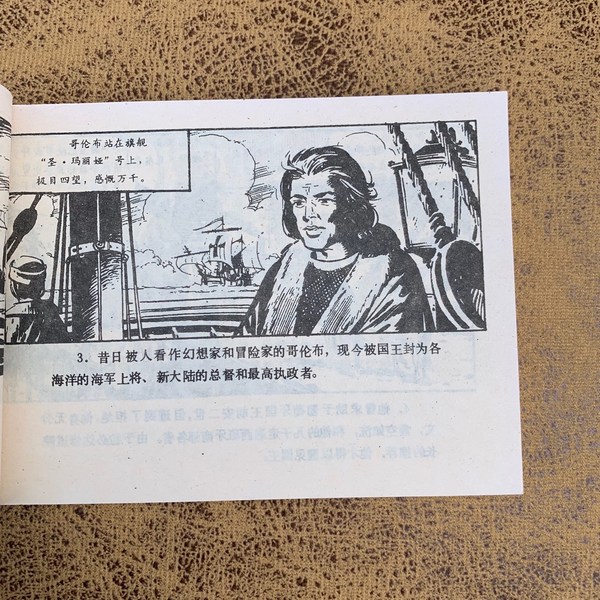 哥伦布站在旗舰
“圣·玛丽娅”号上，
极目四望，感慨万千。
3. 昔日被人看作幻想家和冒险家的哥伦布，现今被国王封为各
海洋的海军上将、新大陆的总督和最高执政者。